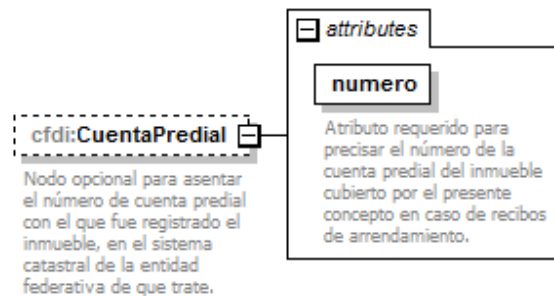 attributes
numero
Atributo requerido para
precisar el número de la
cuenta predial del inmueble
cubierto por el presente
concepto en caso de recibos
de arrendamiento.
cfdi:CuentaPredial
Nodo opcional para asentar
el número de cuenta predial
con el que fue registrado el
inmueble, en el sistema
catastral de la entidad
federativa de que trate.